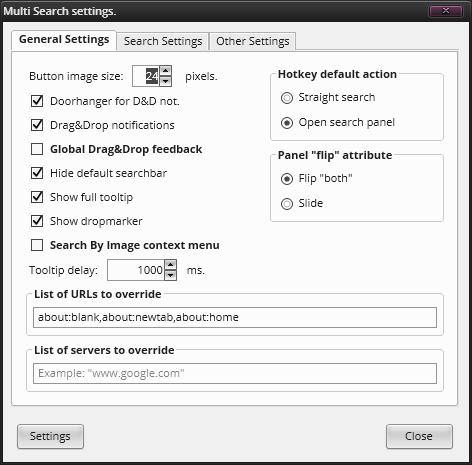 Multi Search settings.
General Settings
Search Settings
Other Settings
Button image size: 24 pixels.
Doorhanger for D&D not.
Drag&Drop notifications
Global Drag&Drop feedback
Hide default searchbar
Show full tooltip
Show dropmarker
Search By Image context menu
Tooltip delay: 1000 ms.
Hotkey default action
Straight search
Open search panel
Panel "flip" attribute
Flip "both"
Slide
List of URLs to override
about:blank,about:newtab,about:home
List of servers to override
Example: "www.google.com"
Settings
Close